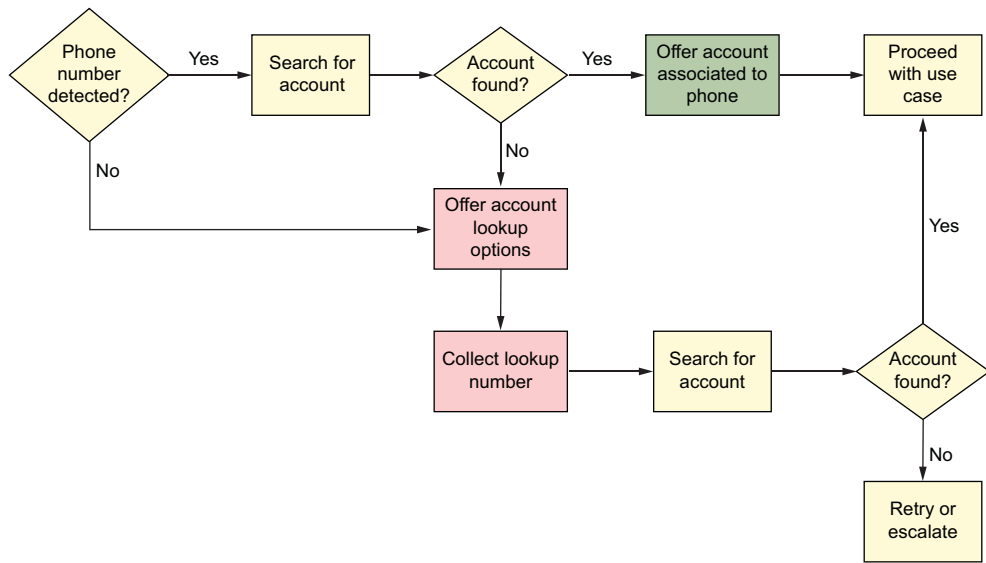 Phone
number
detected?
Yes
Search for
account
Account
found?
Yes
Offer account
associated to
phone
Proceed
with use
case
No
No
Offer account
lookup
options
Yes
Collect lookup
number
Search for
account
Account
found?
No
Retry or
escalate